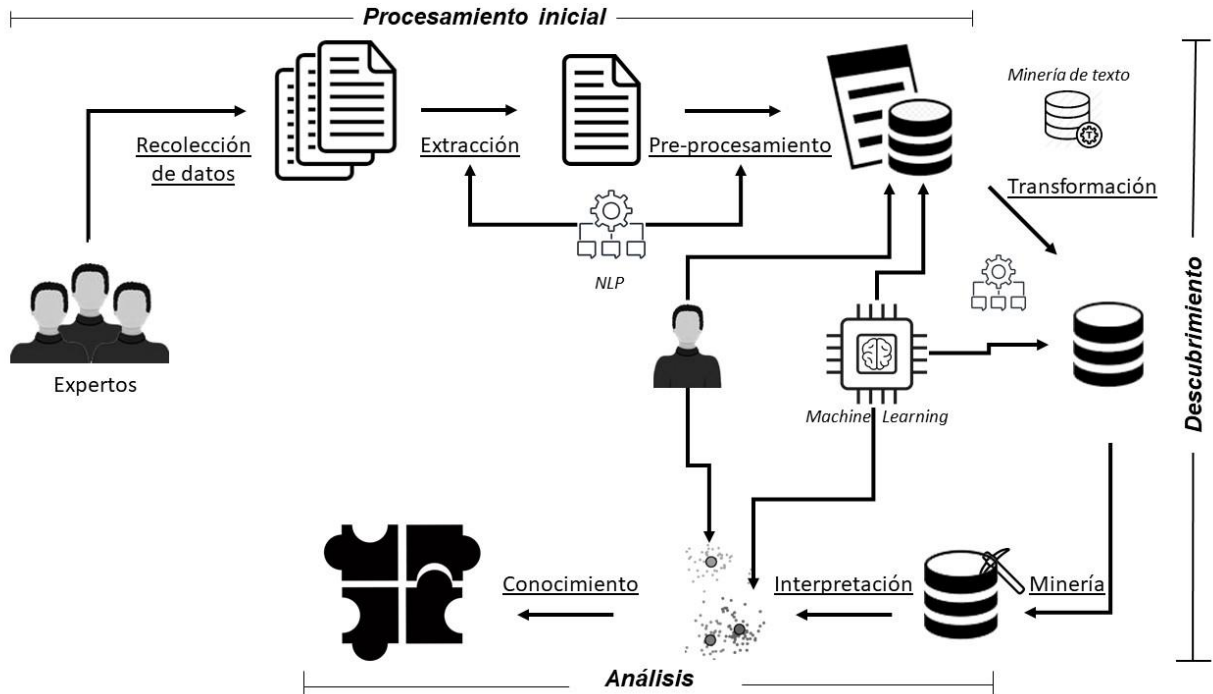 Procesamiento inicial
Minería de texto
Recolección
de datos
Extracción
Pre-procesamiento
Transformación
NLP
Expertos
Machine Learning
Descubrimiento
Conocimiento
Interpretación
Minería
Análisis